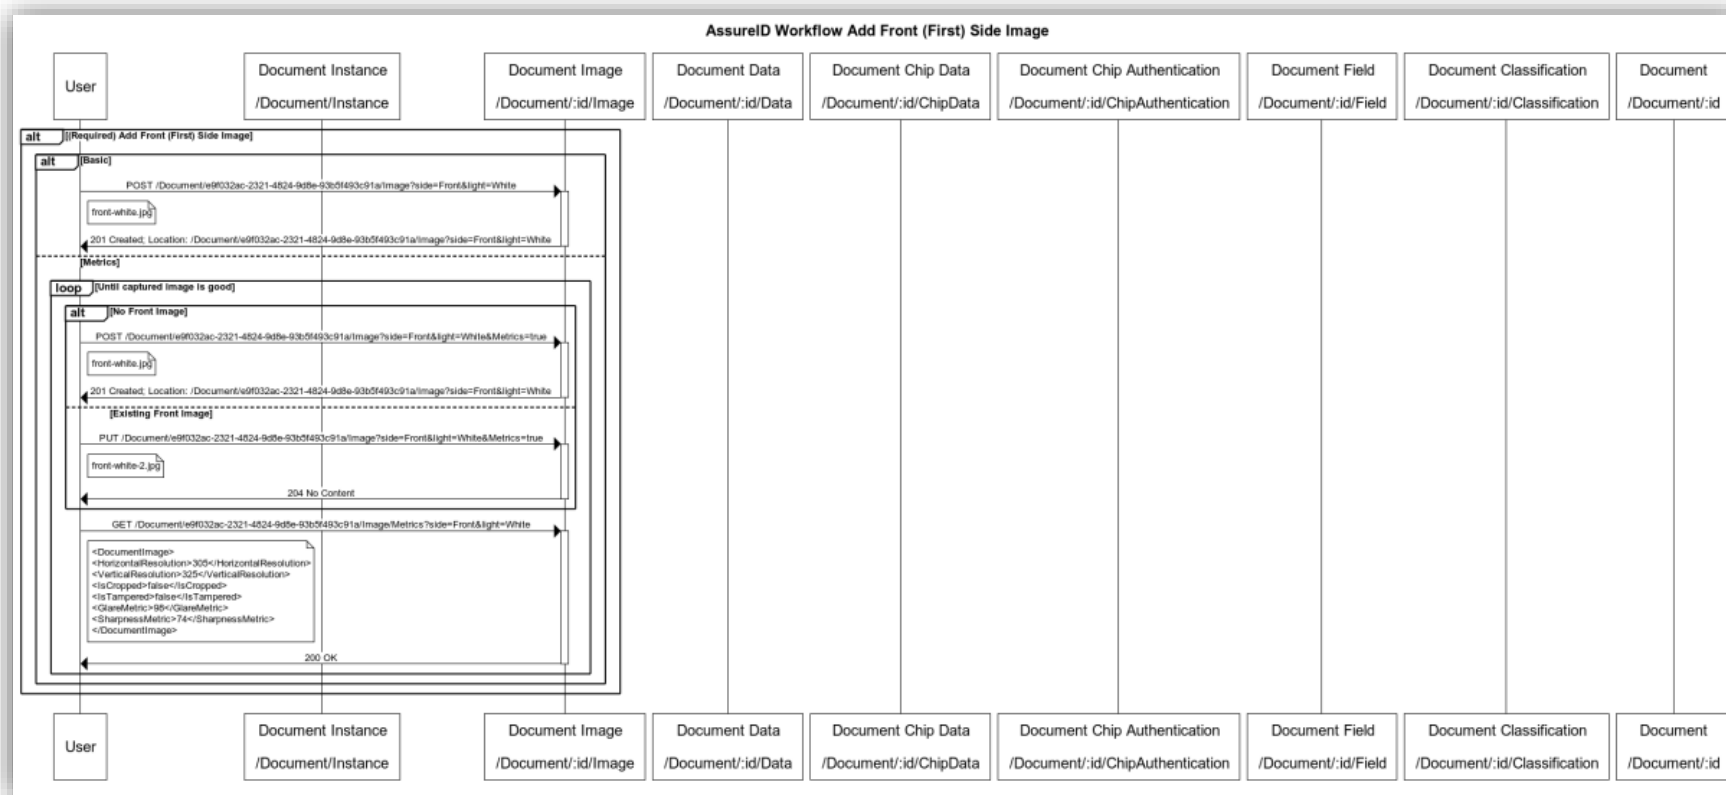 AssureID Workflow Add Front (First) Side Image
User
Document Instance
/Document/Instance
Document Image
/Document/:id/Image
Document Data
/Document/:id/Data
Document Chip Data
/Document/:id/ChipData
Document Chip Authentication
/Document/:id/ChipAuthentication
Document Field
/Document/:id/Field
Document Classification
/Document/:id/Classification
Document
/Document/:id
alt [(Required) Add Front (First) Side Image]
alt [Basic]
POST /Document/e9f032ac-2321-4824-9d8e-93b5f493c91a/Image?side=Front&light=White
front-white.jpg
201 Created; Location: /Document/e9f032ac-2321-4824-9d8e-93b5f493c91a/Image?side=Front&light=White
[Metrics]
loop [Until captured image is good]
alt [No Front Image]
POST /Document/e9f032ac-2321-4824-9d8e-93b5f493c91a/Image?side=Front&light=White&Metrics=true
front-white.jpg
201 Created; Location: /Document/e9f032ac-2321-4824-9d8e-93b5f493c91a/Image?side=Front&light=White
[Existing Front Image]
PUT /Document/e9f032ac-2321-4824-9d8e-93b5f493c91a/Image?side=Front&light=White&Metrics=true
front-white-2.jpg
204 No Content
GET /Document/e9f032ac-2321-4824-9d8e-93b5f493c91a/Image/Metrics?side=Front&light=White
<DocumentImage>
<HorizontalResolution>305</HorizontalResolution>
<VerticalResolution>325</VerticalResolution>
<IsCropped>false</IsCropped>
<IsTampered>false</IsTampered>
<GlareMetric>98</GlareMetric>
<SharpnessMetric>74</SharpnessMetric>
</DocumentImage>
200 OK
User
Document Instance
/Document/Instance
Document Image
/Document/:id/Image
Document Data
/Document/:id/Data
Document Chip Data
/Document/:id/ChipData
Document Chip Authentication
/Document/:id/ChipAuthentication
Document Field
/Document/:id/Field
Document Classification
/Document/:id/Classification
Document
/Document/:id